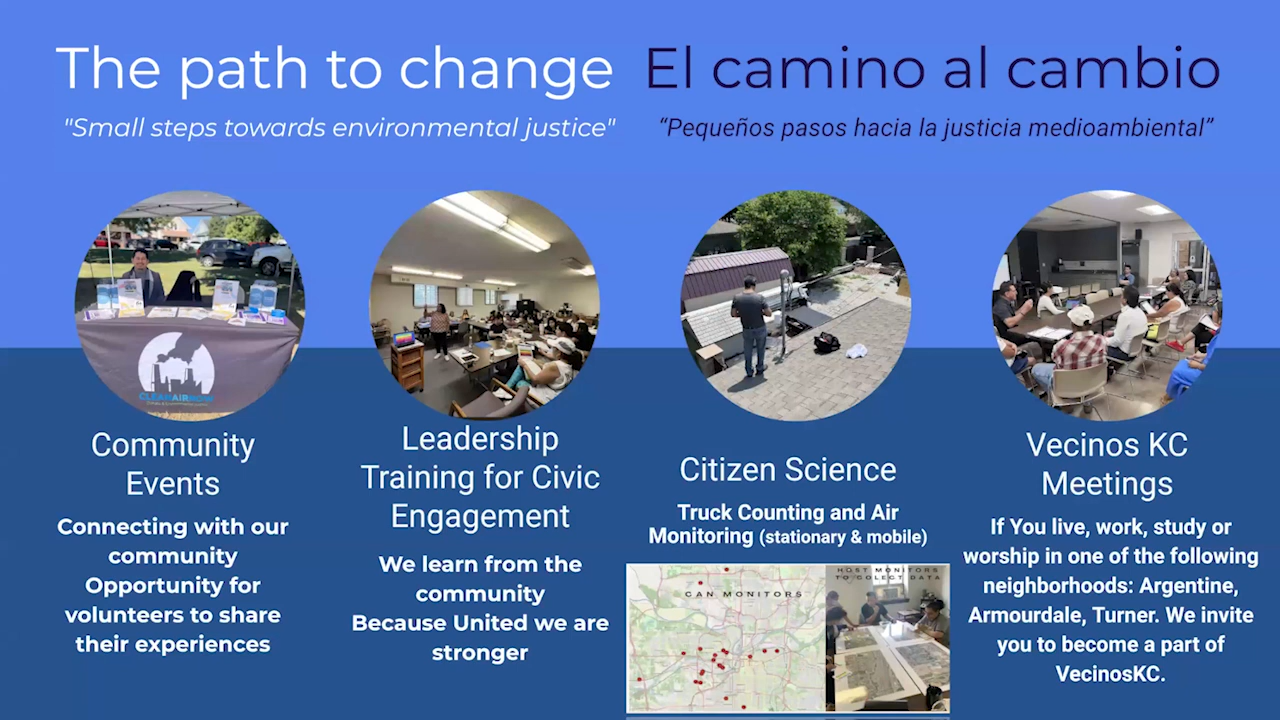 The path to change
El camino al cambio
"Small steps towards environmental justice"
“Pequeños pasos hacia la justicia medioambiental”
CLEANAIRNOW
Community
Events
Connecting with our
community
Opportunity for
volunteers to share
their experiences
Leadership
Training for Civic
Engagement
We learn from the
community
Because United we are
stronger
Citizen Science
Truck Counting and Air
Monitoring (stationary & mobile)
CAN MONITORS
HOST MONITORS
TO COLECT DATA
Vecinos KC
Meetings
If You live, work, study or
worship in one of the following
neighborhoods: Argentine,
Armourdale, Turner. We invite
you to become a part of
VecinosKC.